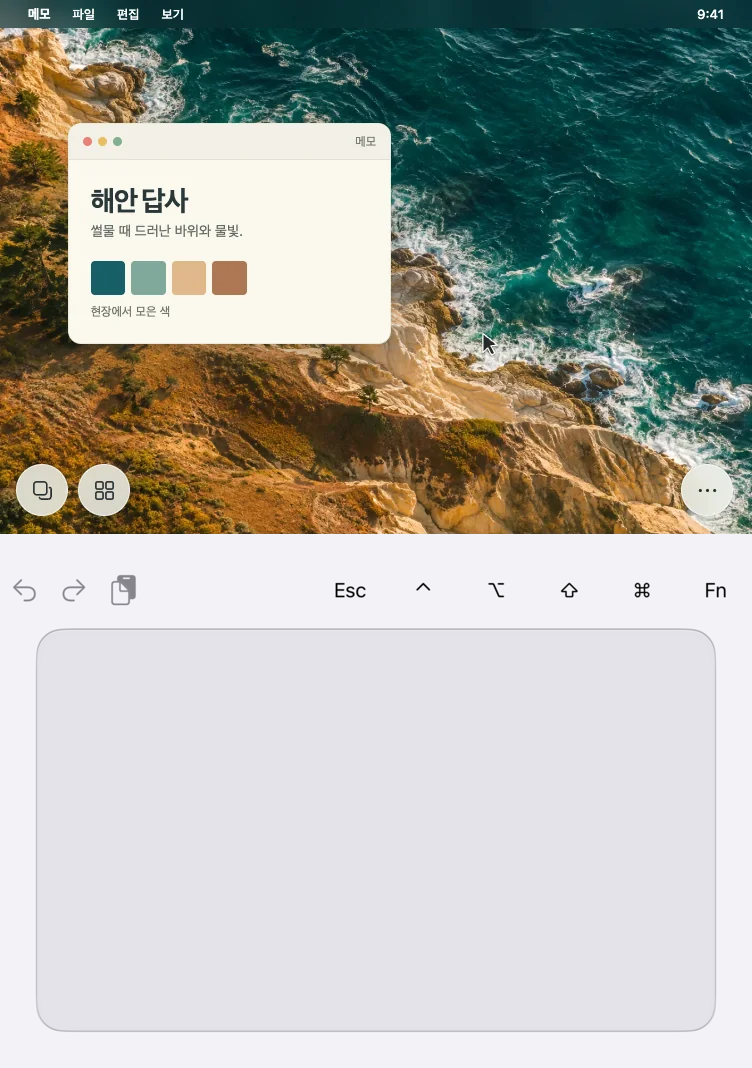 메모 파일 편집 보기 9:41
메모
해안 답사
썰물 때 드러난 바위와 물빛.
현장에서 모은 색
Esc ^ ⌥ ⇧ ⌘ Fn